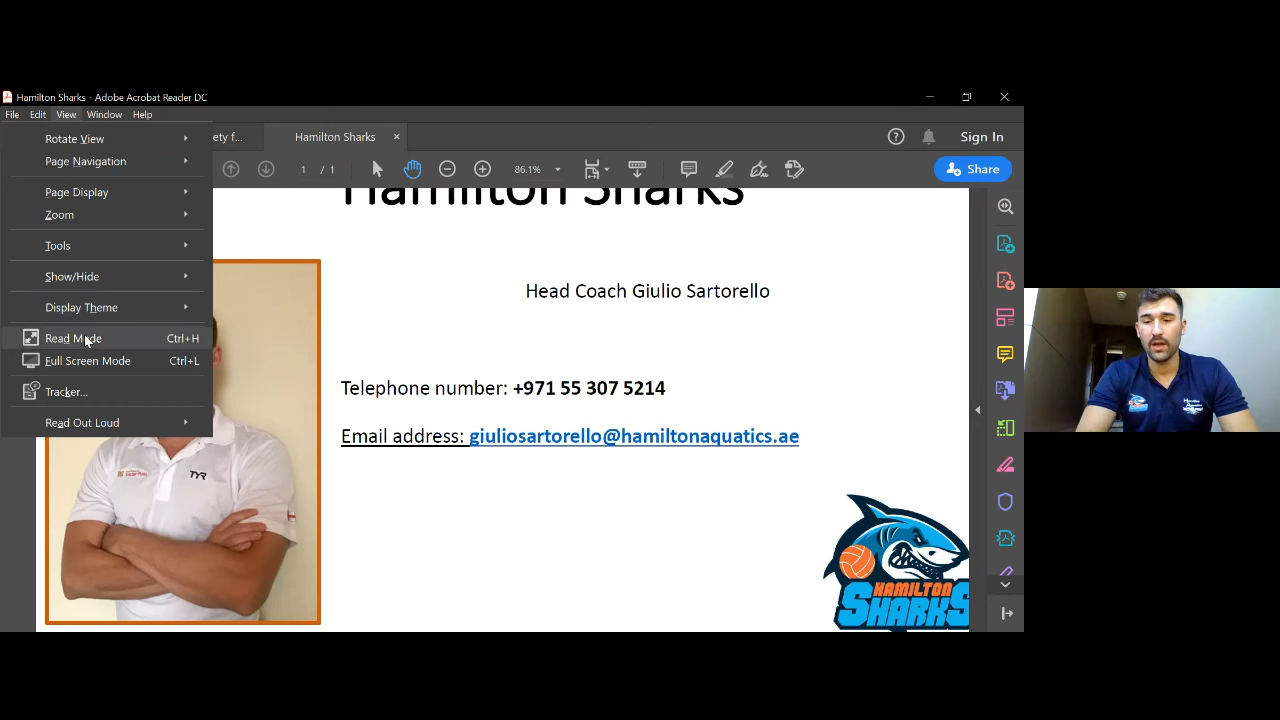 Hamilton Sharks - Adobe Acrobat Reader DC
File Edit View Window Help
ety f... Hamilton Sharks
Sign In
1 / 1 86.1% Share
Rotate View
Page Navigation
Page Display
Zoom
Tools
Show/Hide
Display Theme
Read Mode Ctrl+H
Full Screen Mode Ctrl+L
Tracker...
Read Out Loud
Hamilton Sharks
Head Coach Giulio Sartorello
Telephone number: +971 55 307 5214
Email address: giuliosartorello@hamiltonaquatics.ae
TYR
HAMILTON
SHARKS